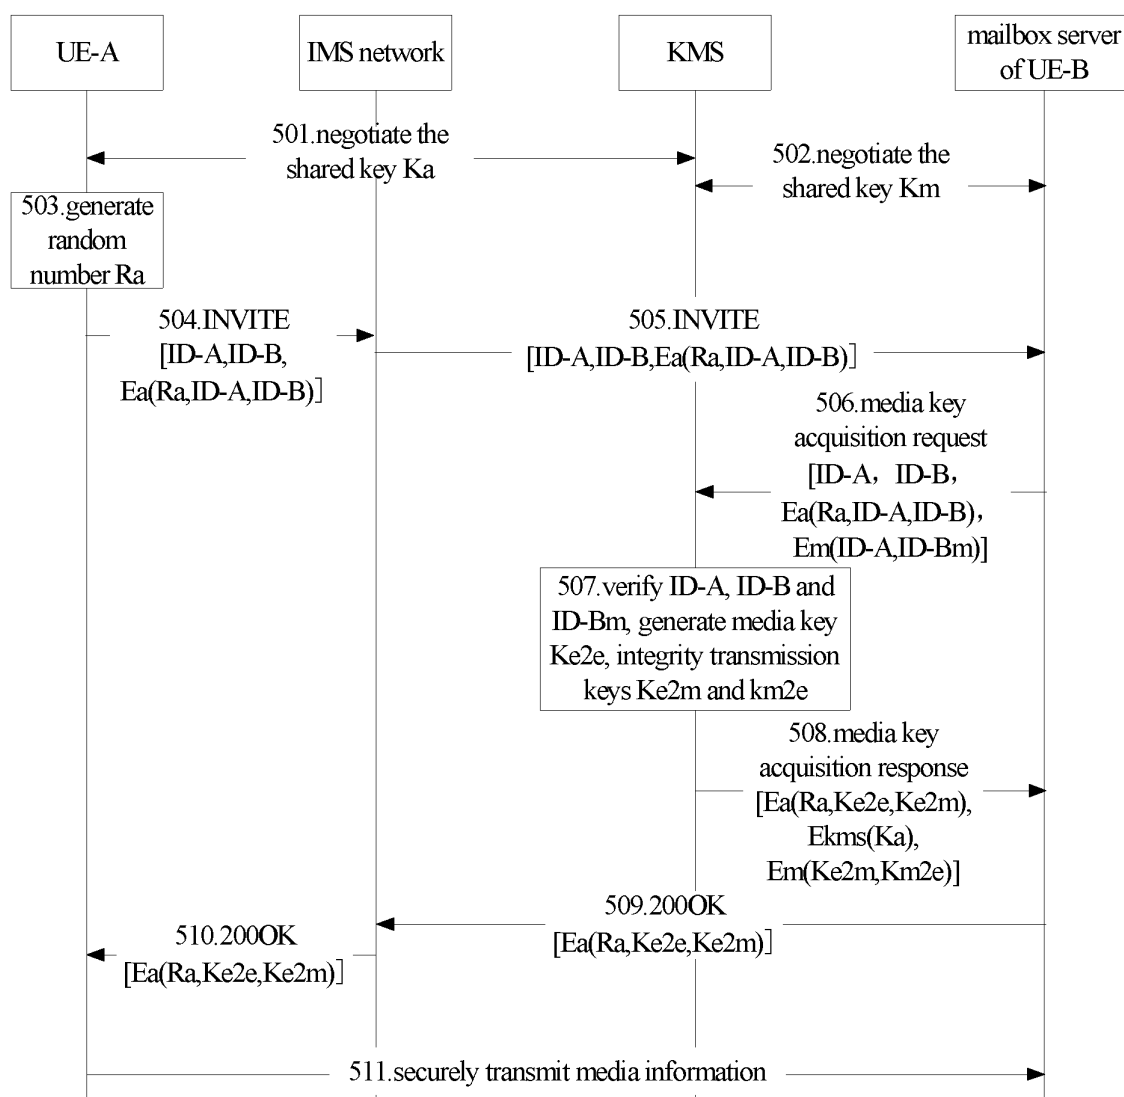 UE-A
IMS network
KMS
mailbox server
of UE-B
501.negotiate the
shared key Ka
502.negotiate the
shared key Km
503.generate
random
number Ra
504.INVITE
[ID-A,ID-B,
Ea(Ra,ID-A,ID-B)]
505.INVITE
[ID-A,ID-B,Ea(Ra,ID-A,ID-B)]
506.media key
acquisition request
[ID-A，ID-B，
Ea(Ra,ID-A,ID-B)，
Em(ID-A,ID-Bm)]
507.verify ID-A, ID-B and
ID-Bm, generate media key
Ke2e, integrity transmission
keys Ke2m and km2e
508.media key
acquisition response
[Ea(Ra,Ke2e,Ke2m),
Ekms(Ka),
Em(Ke2m,Km2e)]
509.200OK
[Ea(Ra,Ke2e,Ke2m)]
510.200OK
[Ea(Ra,Ke2e,Ke2m)]
511.securely transmit media information